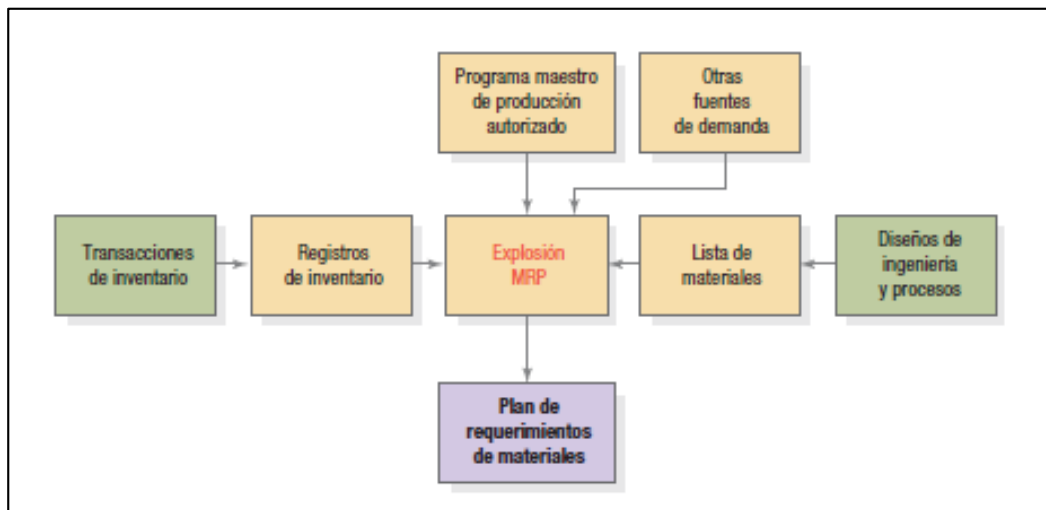 Programa maestro
de producción
autorizado
Otras
fuentes
de demanda
Transacciones
de inventario
Registros
de inventario
Explosión
MRP
Lista de
materiales
Diseños de
ingeniería
y procesos
Plan de
requerimientos
de materiales